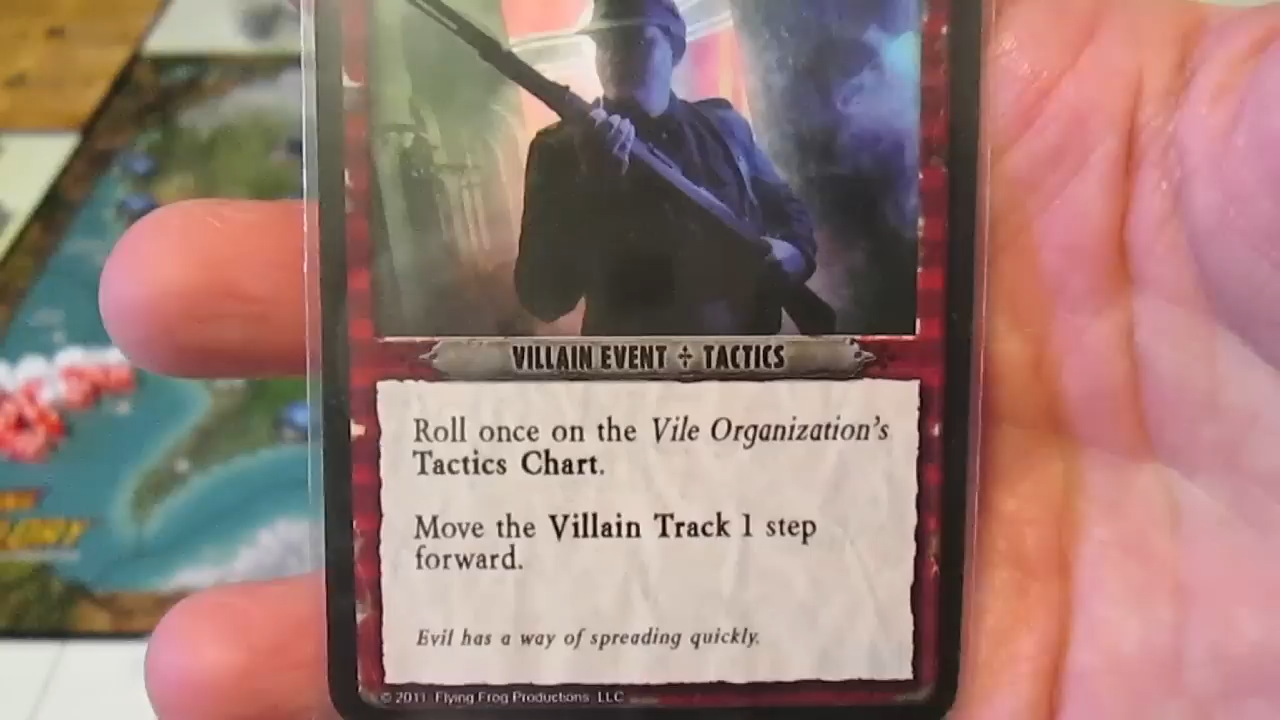 VILLAIN EVENT ✢ TACTICS
Roll once on the Vile Organization's
Tactics Chart.
Move the Villain Track 1 step
forward.
Evil has a way of spreading quickly.
© 2011 Flying Frog Productions, LLC